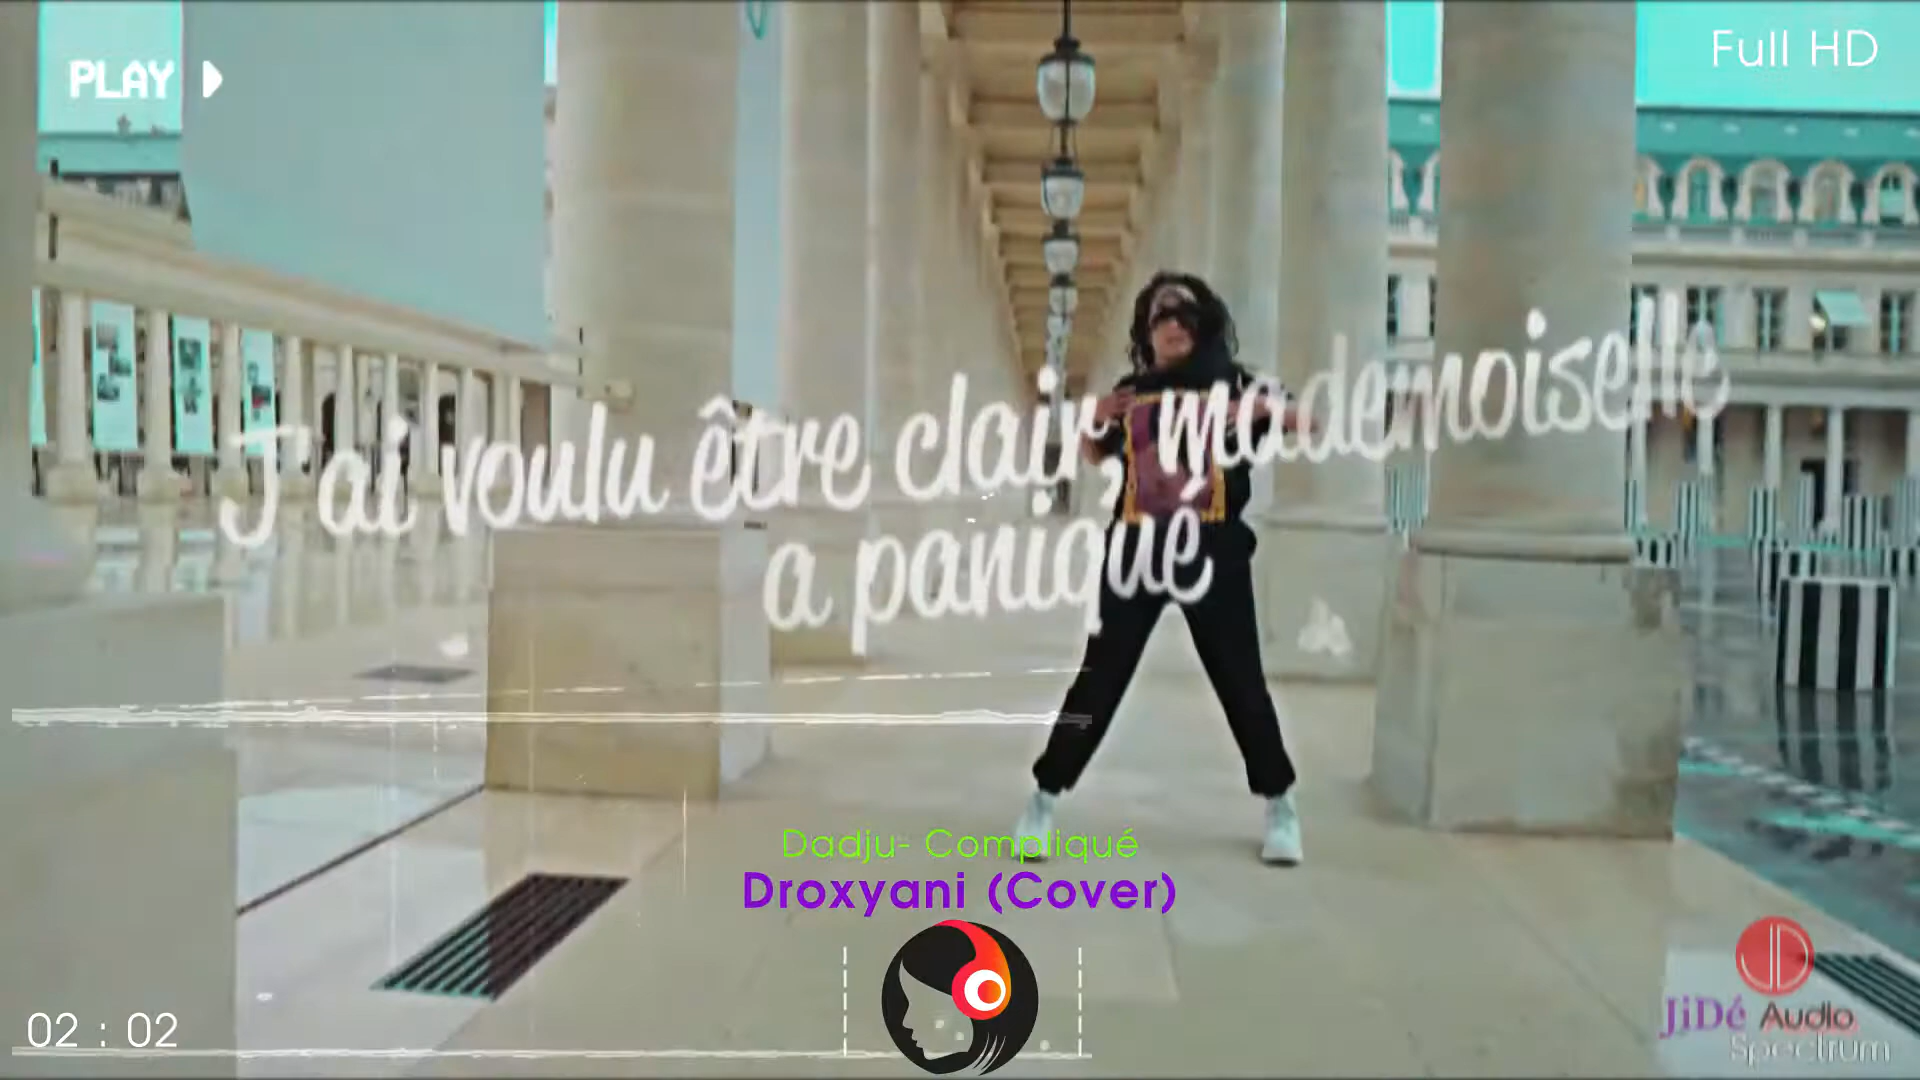 PLAY
Full HD
J'ai voulu être clair, mademoiselle
a paniqué
Dadju- Compliqué
Droxyani (Cover)
02 : 02
JiDé Audio
Spectrum